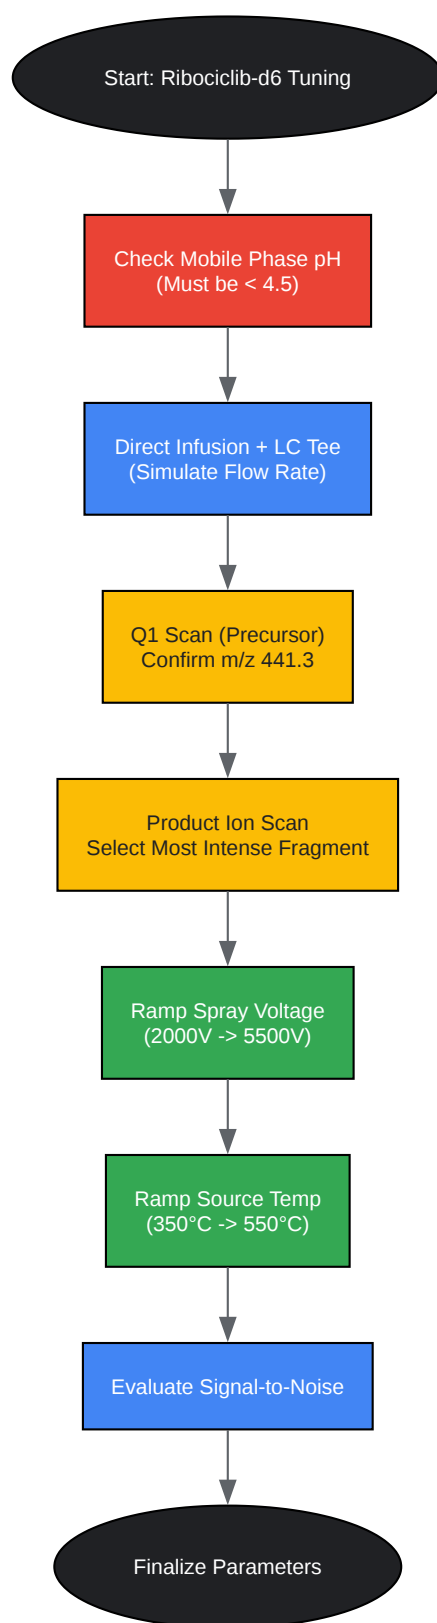 Start: Ribociclib-d6 Tuning
Check Mobile Phase pH
(Must be < 4.5)
Direct Infusion + LC Tee
(Simulate Flow Rate)
Q1 Scan (Precursor)
Confirm m/z 441.3
Product Ion Scan
Select Most Intense Fragment
Ramp Spray Voltage
(2000V -> 5500V)
Ramp Source Temp
(350°C -> 550°C)
Evaluate Signal-to-Noise
Finalize Parameters